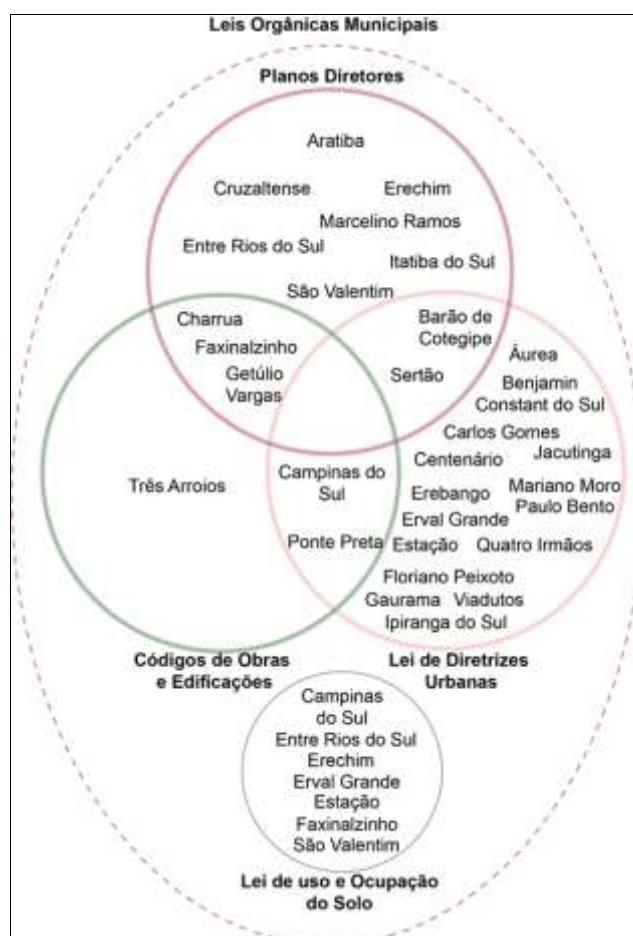 Leis Orgânicas Municipais
Planos Diretores
Aratiba
Cruzaltense
Erechim
Marcelino Ramos
Entre Rios do Sul
Itatiba do Sul
São Valentim
Charrua
Faxinalzinho
Getúlio
Vargas
Barão de
Cotegipe
Sertão
Áurea
Benjamin
Constant do Sul
Carlos Gomes
Centenário
Jacutinga
Três Arroios
Campinas do
Sul
Ponte Preta
Erebango
Mariano Moro
Paulo Bento
Erval Grande
Estação
Quatro Irmãos
Floriano Peixoto
Gaurama
Viadutos
Ipiranga do Sul
Códigos de Obras
e Edificações
Lei de Diretrizes
Urbanas
Campinas
do Sul
Entre Rios do Sul
Erechim
Erval Grande
Estação
Faxinalzinho
São Valentim
Lei de uso e Ocupação
do Solo